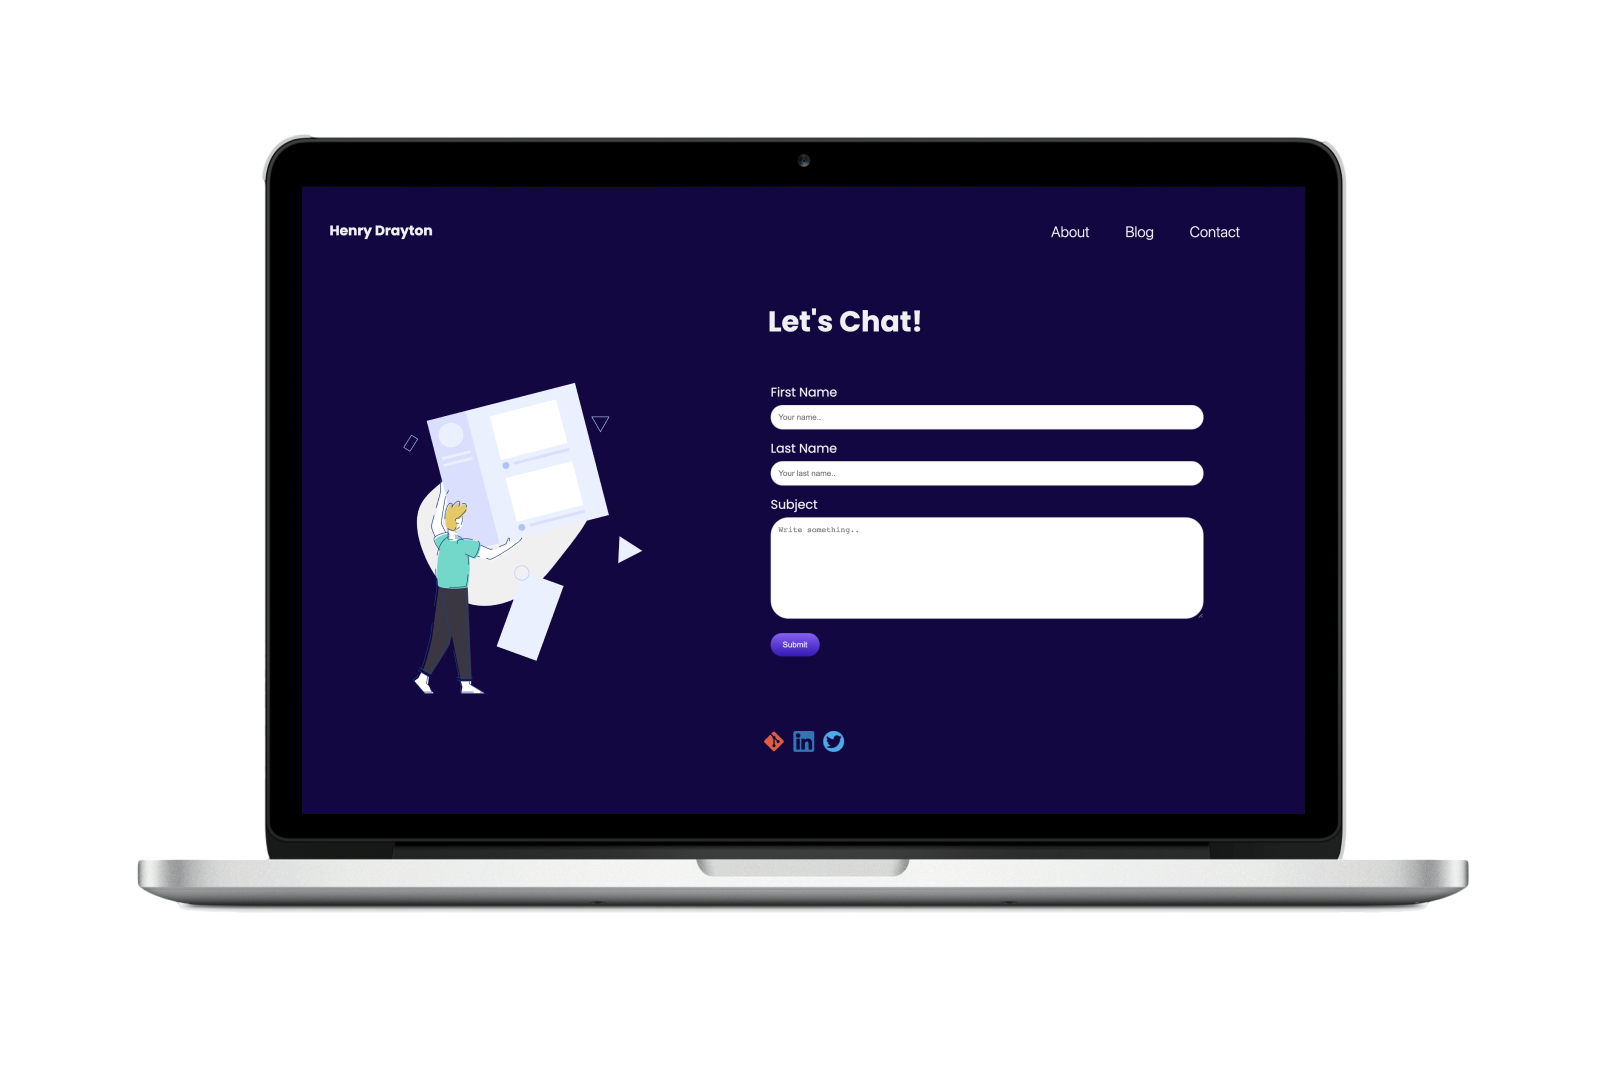 Henry Drayton
About Blog Contact
Let's Chat!
First Name
Your name..
Last Name
Your last name..
Subject
Write something..
Submit
in